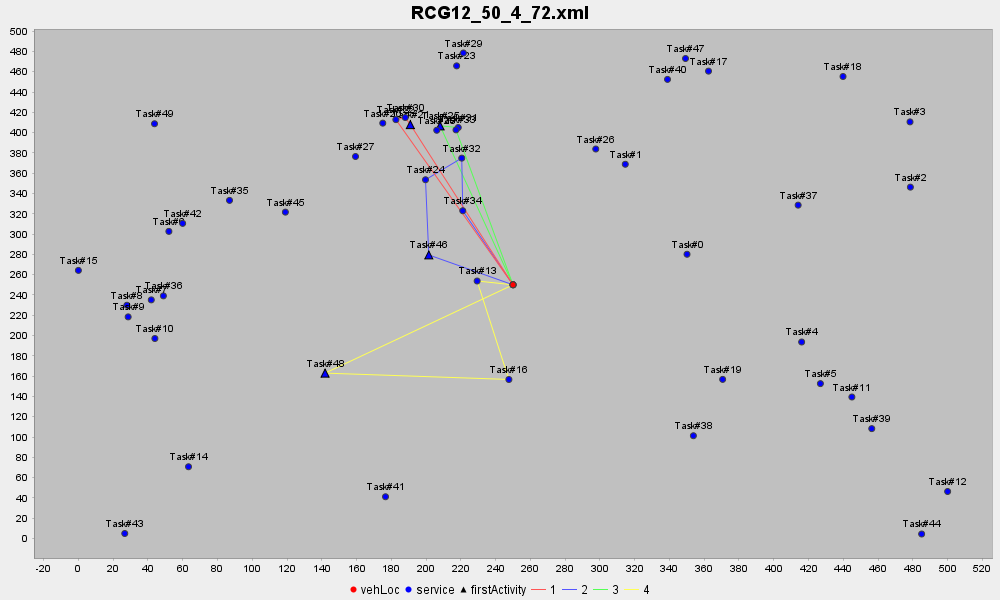 RCG12_50_4_72.xml
500
480
460
440
420
400
380
360
340
320
300
280
260
240
220
200
180
160
140
120
100
80
60
40
20
0
Task#29
Task#23
Task#47
Task#17
Task#40
Task#18
Task#49
Task#30
Task#3
Task#27
Task#32
Task#26
Task#1
Task#24
Task#2
Task#35
Task#45
Task#34
Task#37
Task#42
Task#46
Task#0
Task#15
Task#13
Task#36
Task#8
Task#9
Task#10
Task#4
Task#48
Task#16
Task#19
Task#5
Task#11
Task#38
Task#39
Task#14
Task#41
Task#12
Task#43
Task#44
-20 0 20 40 60 80 100 120 140 160 180 200 220 240 260 280 300 320 340 360 380 400 420 440 460 480 500 520
vehLoc service firstActivity 1 2 3 4